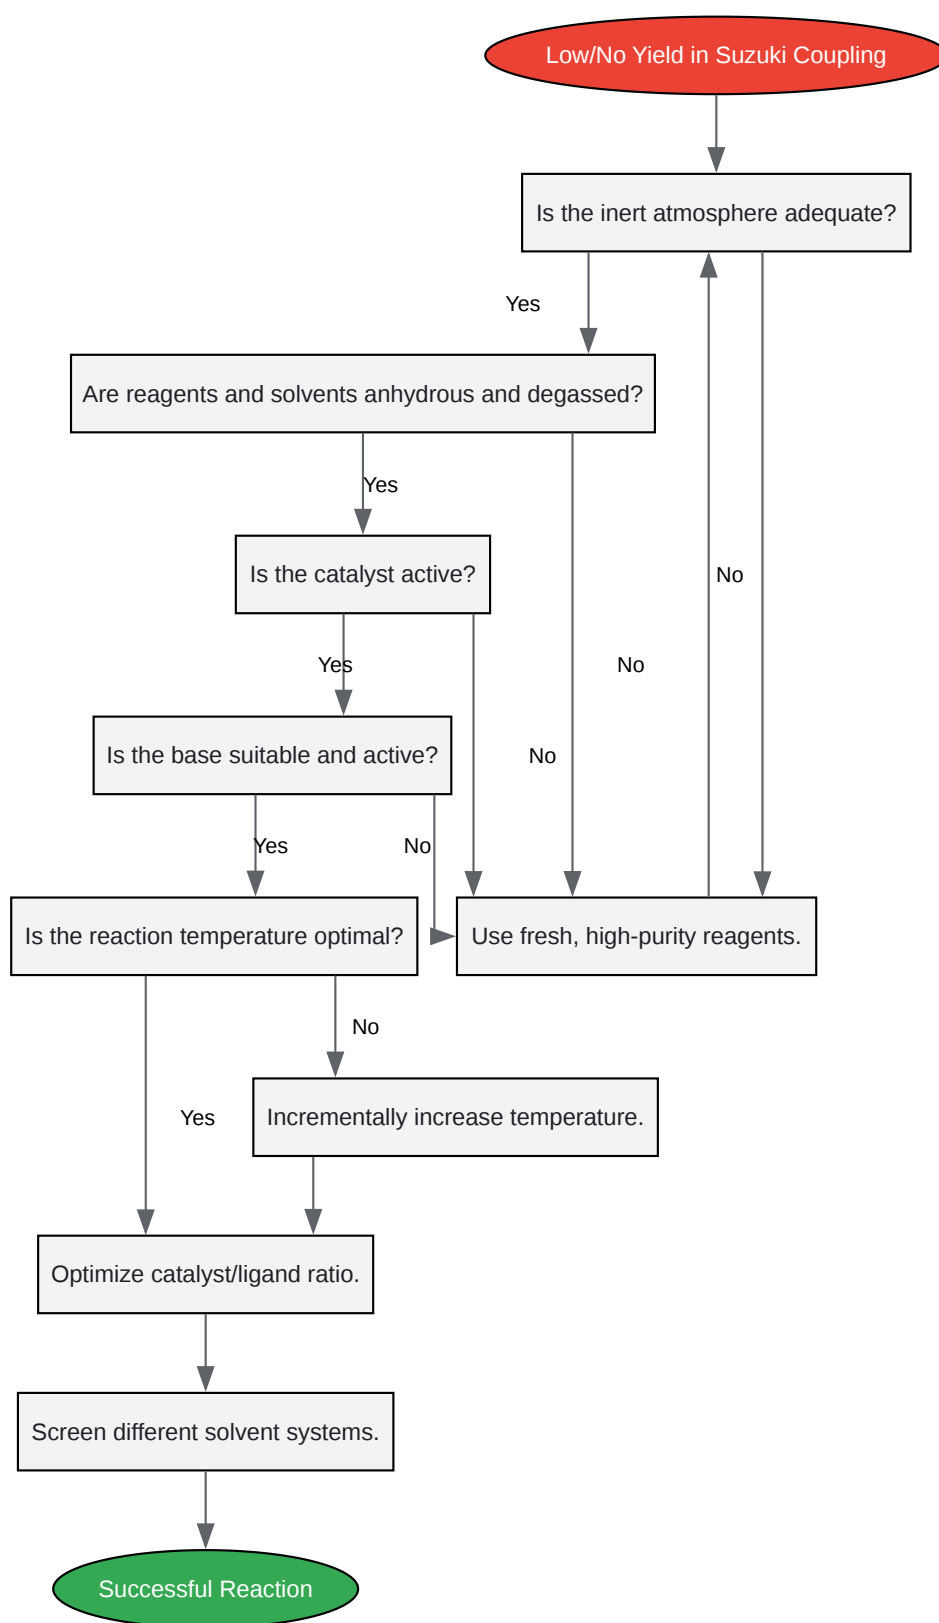 Low/No Yield in Suzuki Coupling
Is the inert atmosphere adequate?
Yes
Are reagents and solvents anhydrous and degassed?
Yes
Is the catalyst active?
No
Yes
No
Is the base suitable and active?
No
Yes
No
Is the reaction temperature optimal?
Use fresh, high-purity reagents.
No
Yes
Incrementally increase temperature.
Optimize catalyst/ligand ratio.
Screen different solvent systems.
Successful Reaction